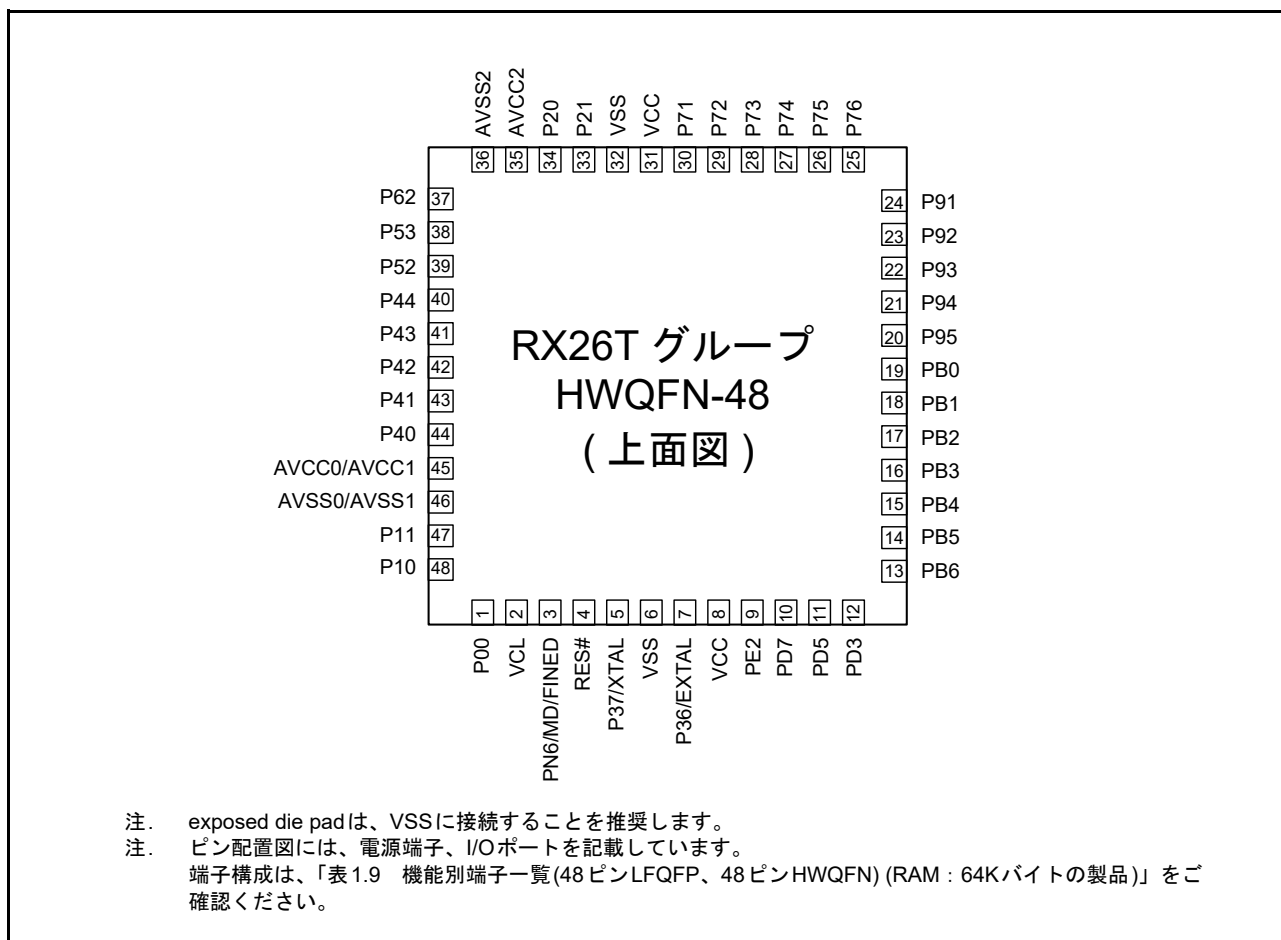 AVSS2
AVCC2
P20
P21
VSS
VCC
P71
P72
P73
P74
P75
P76
36
35
34
33
32
31
30
29
28
27
26
25
P62 37
P53 38
P52 39
P44 40
P43 41
P42 42
P41 43
P40 44
AVCC0/AVCC1 45
AVSS0/AVSS1 46
P11 47
P10 48
RX26T グループ
HWQFN-48
( 上面図 )
24 P91
23 P92
22 P93
21 P94
20 P95
19 PB0
18 PB1
17 PB2
16 PB3
15 PB4
14 PB5
13 PB6
1
2
3
4
5
6
7
8
9
10
11
12
P00
VCL
PN6/MD/FINED
RES#
P37/XTAL
VSS
P36/EXTAL
VCC
PE2
PD7
PD5
PD3
注. exposed die padは、VSSに接続することを推奨します。
注. ピン配置図には、電源端子、I/Oポートを記載しています。
端子構成は、「表1.9 機能別端子一覧(48ピンLFQFP、48ピンHWQFN) (RAM：64Kバイトの製品)」をご
確認ください。